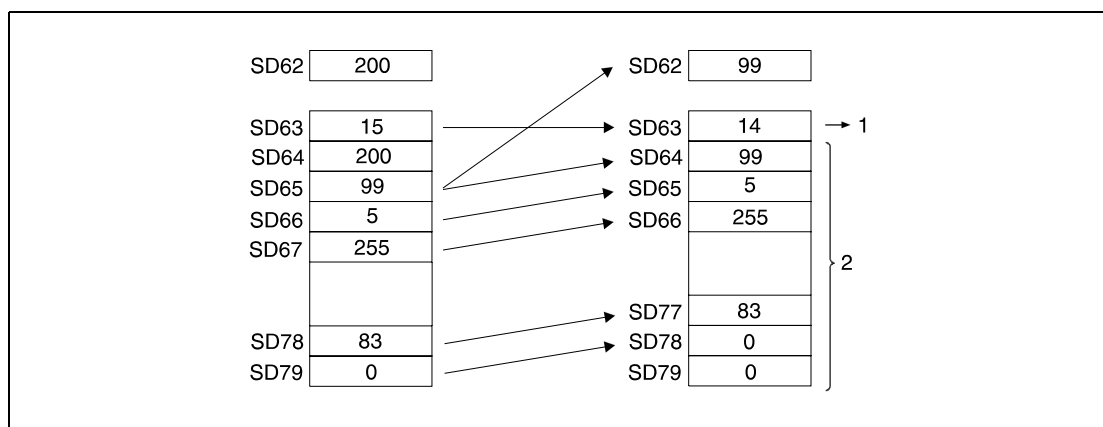 SD62 200 SD62 99
SD63 15 SD63 14 1
SD64 200 SD64 99
SD65 99 SD65 5
SD66 5 SD66 255
SD67 255
2
SD77 83
SD78 83 SD78 0
SD79 0 SD79 0